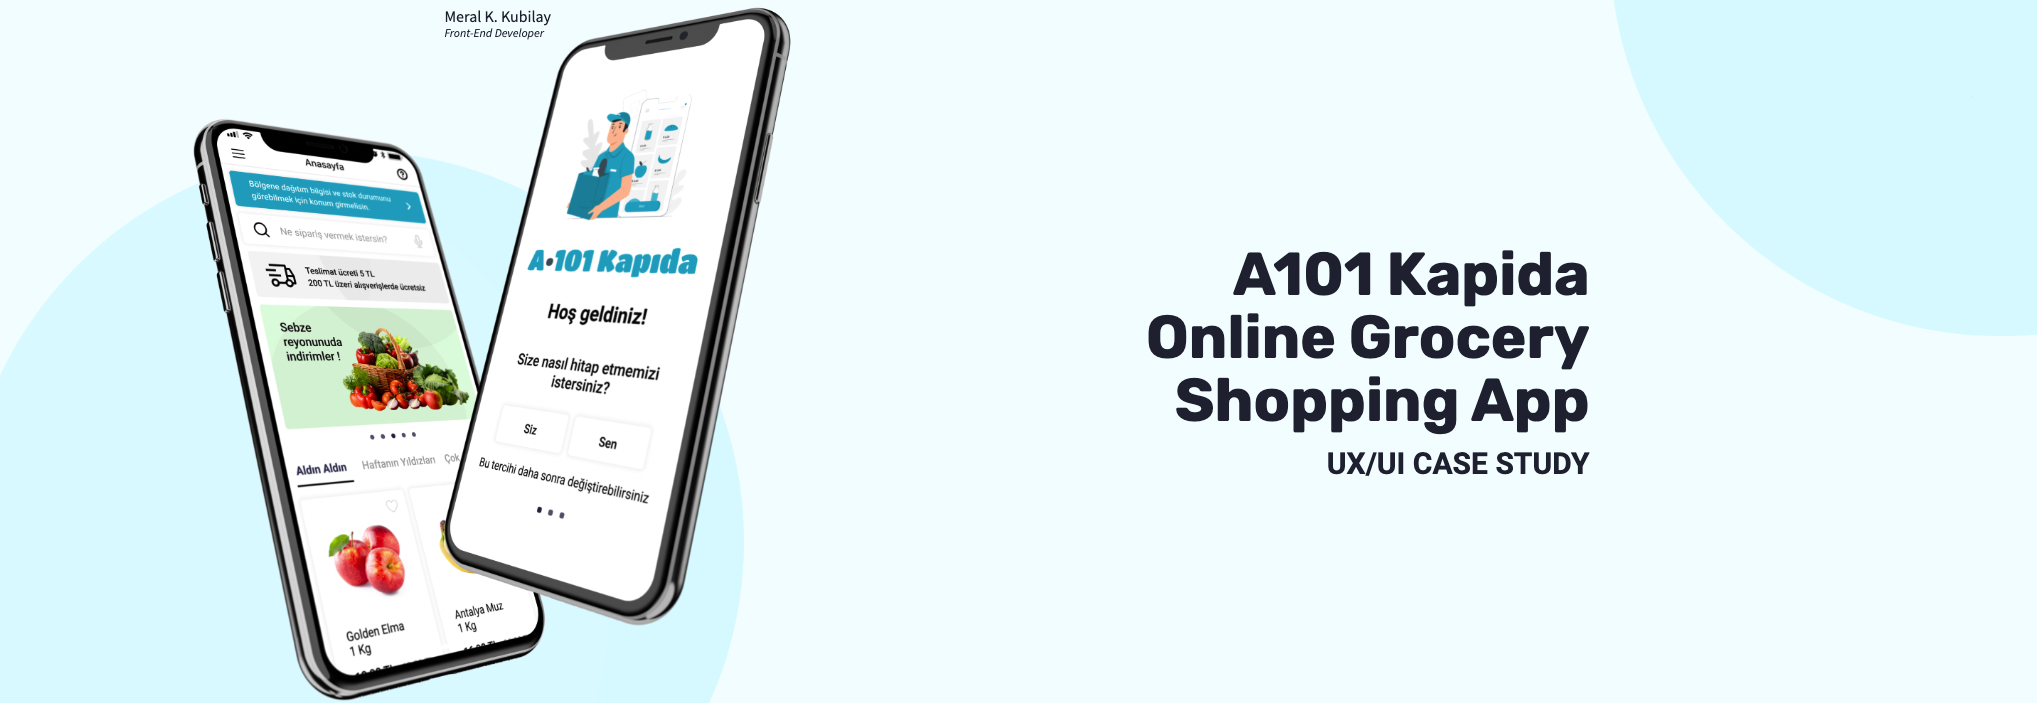 Meral K. Kubilay
Front-End Developer
Anasayfa
Bölgene dağıtım bilgisi ve stok durumunu
görebilmek için konum girmelisin.
Ne sipariş vermek istersin?
Teslimat ücreti 5 TL
200 TL üzeri alışverişlerde ücretsiz
Sebze
reyonunuda
indirimler !
Aldın Aldın Haftanın Yıldızları Çok
Golden Elma
1 Kg
Antalya Muz
1 Kg
A•101 Kapıda
Hoş geldiniz!
Size nasıl hitap etmemizi
istersiniz?
Siz Sen
Bu tercihi daha sonra değiştirebilirsiniz
A101 Kapida
Online Grocery
Shopping App
UX/UI CASE STUDY